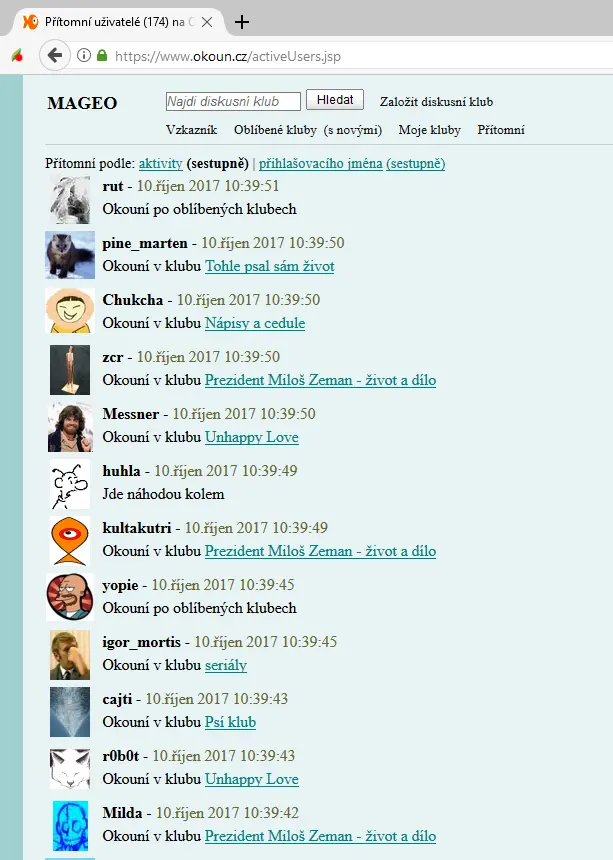 Přítomní uživatelé (174) na
https://www.okoun.cz/activeUsers.jsp
MAGEO
Najdi diskusní klub
Hledat
Založit diskusní klub
Vzkazník Oblíbené kluby (s novými) Moje kluby Přítomní
Přítomní podle: aktivity (sestupně) | přihlašovacího jména (sestupně)
rut - 10.říjen 2017 10:39:51
Okouní po oblíbených klubech
pine_marten - 10.říjen 2017 10:39:50
Okouní v klubu Tohle psal sám život
Chukcha - 10.říjen 2017 10:39:50
Okouní v klubu Nápisy a cedule
zcr - 10.říjen 2017 10:39:50
Okouní v klubu Prezident Miloš Zeman - život a dílo
Messner - 10.říjen 2017 10:39:50
Okouní v klubu Unhappy Love
huhla - 10.říjen 2017 10:39:49
Jde náhodou kolem
kultakutri - 10.říjen 2017 10:39:49
Okouní v klubu Prezident Miloš Zeman - život a dílo
yopie - 10.říjen 2017 10:39:45
Okouní po oblíbených klubech
igor_mortis - 10.říjen 2017 10:39:45
Okouní v klubu seriály
cajti - 10.říjen 2017 10:39:43
Okouní v klubu Psí klub
r0b0t - 10.říjen 2017 10:39:43
Okouní v klubu Unhappy Love
Milda - 10.říjen 2017 10:39:42
Okouní v klubu Prezident Miloš Zeman - život a dílo